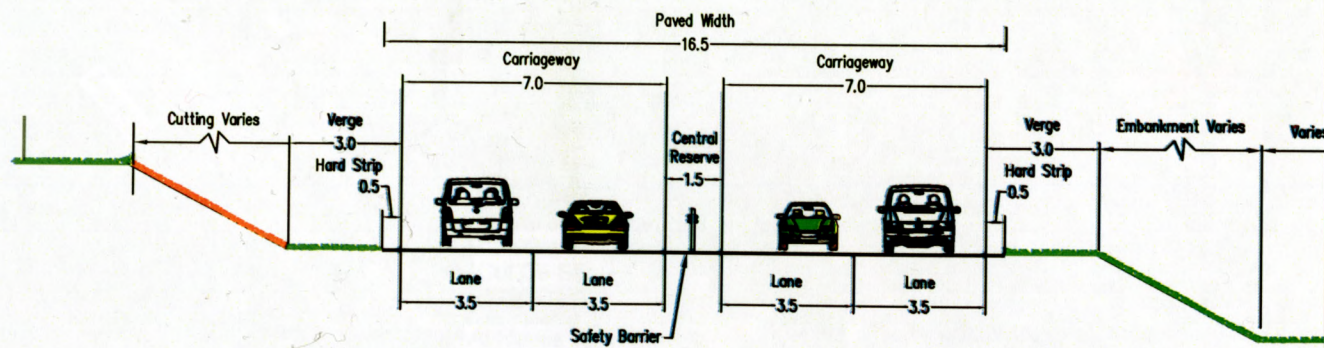 Paved Width
16.5
Carriageway
7.0
Carriageway
7.0
Cutting Varies
Verge
3.0
Hard Strip
0.5
Central
Reserve
1.5
Verge
3.0
Hard Strip
0.5
Embankment Varies
Varies
Lane
3.5
Lane
3.5
Lane
3.5
Lane
3.5
Safety Barrier